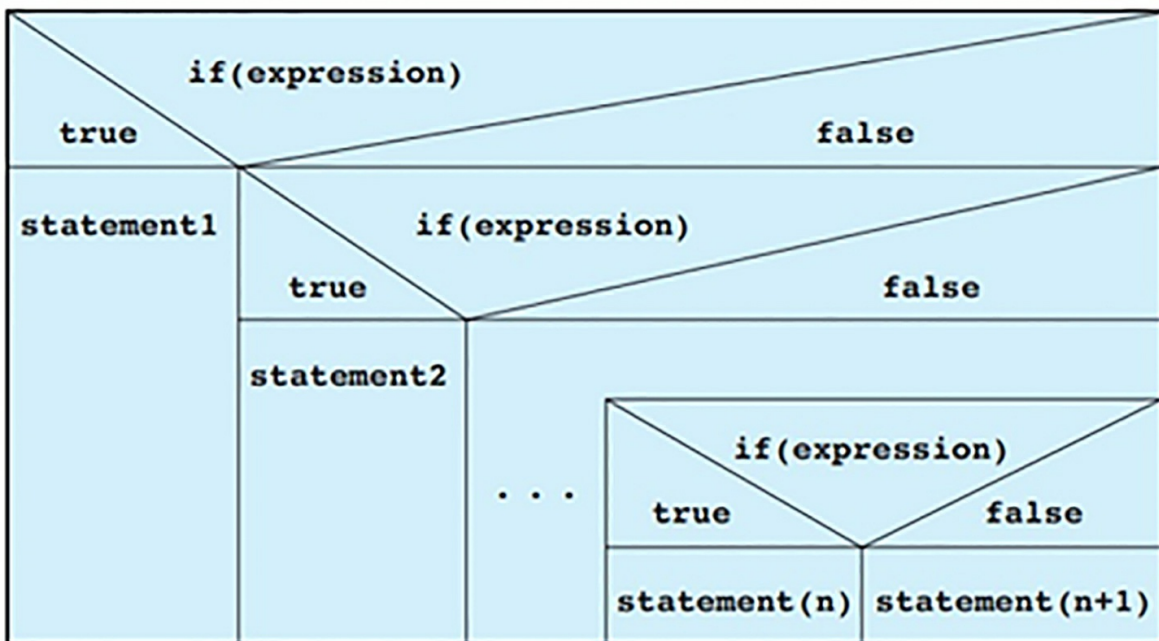 if(expression)
true
false
statement1
if(expression)
true
false
statement2
if(expression)
...
true
false
statement(n)
statement(n+1)